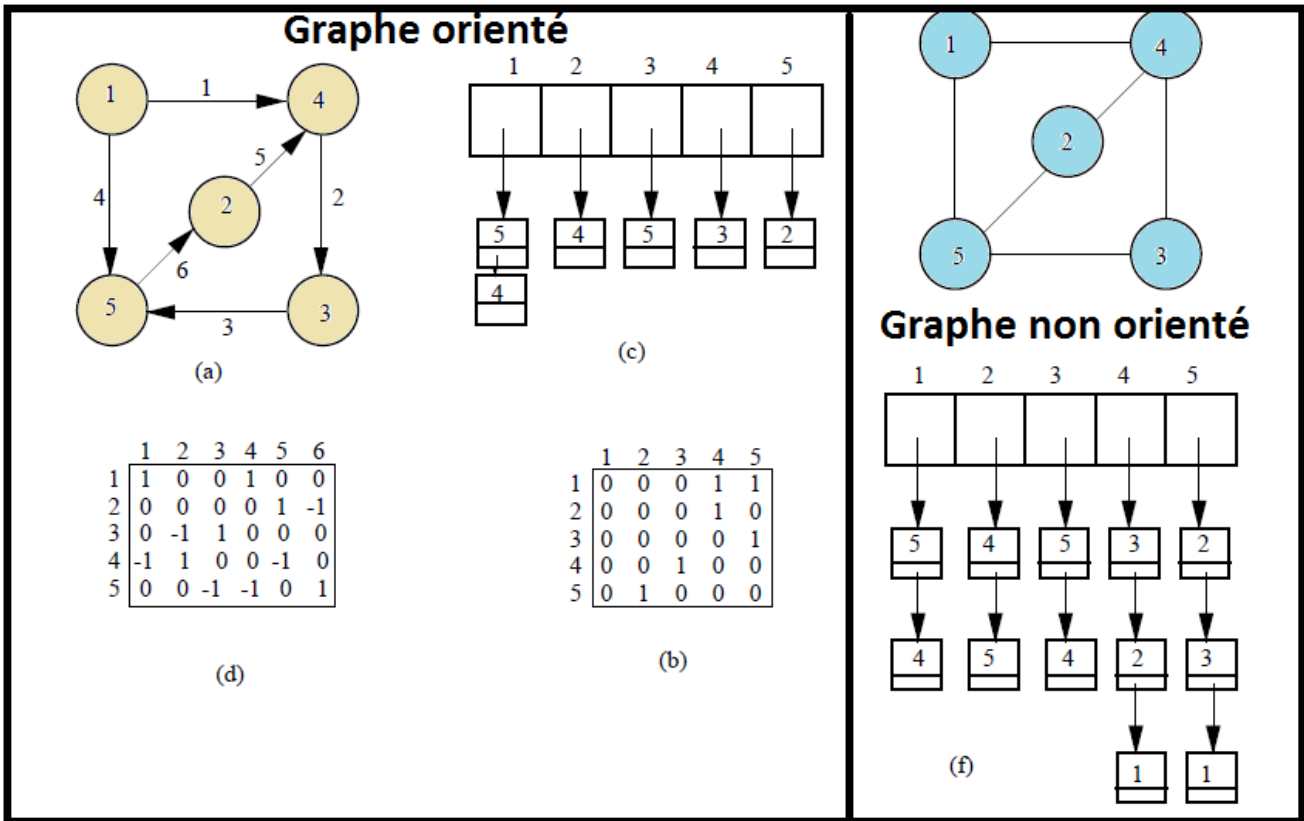 Graphe orienté
1 1 4
4 5 2
2
6
5 3 3
(a)
1 2 3 4 5
5 4 5 3 2
4
(c)
1 2 3 4 5 6
1 1 0 0 1 0 0
2 0 0 0 0 1 -1
3 0 -1 1 0 0 0
4 -1 1 0 0 -1 0
5 0 0 -1 -1 0 1
(d)
1 2 3 4 5
1 0 0 0 1 1
2 0 0 0 1 0
3 0 0 0 0 1
4 0 0 1 0 0
5 0 1 0 0 0
(b)
1 4
2
5 3
Graphe non orienté
1 2 3 4 5
5 4 5 3 2
4 5 4 2 3
1 1
(f)